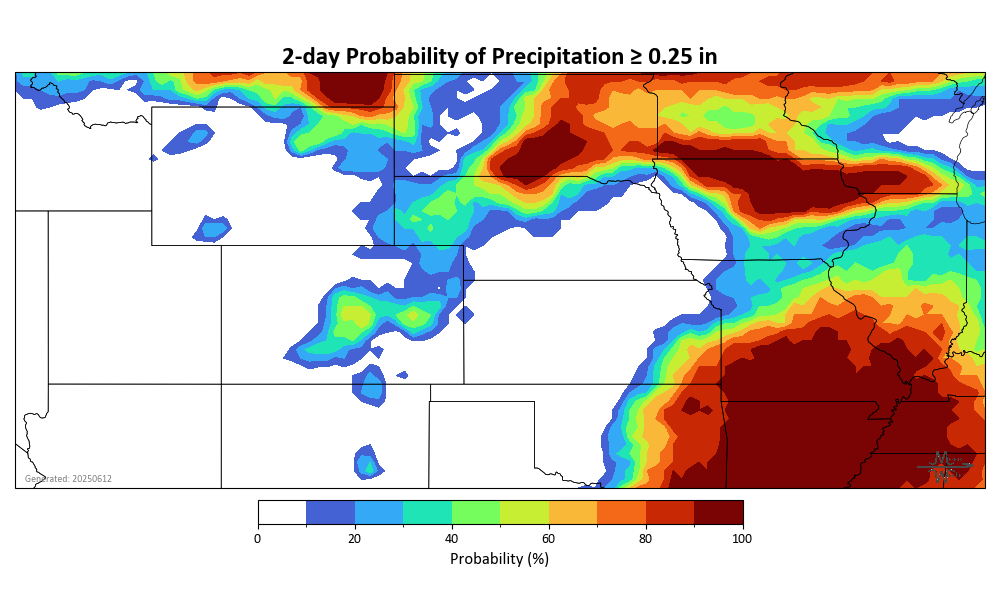 2-day Probability of Precipitation ≥ 0.25 in
Generated: 20250612
M
W
0 20 40 60 80 100
Probability (%)